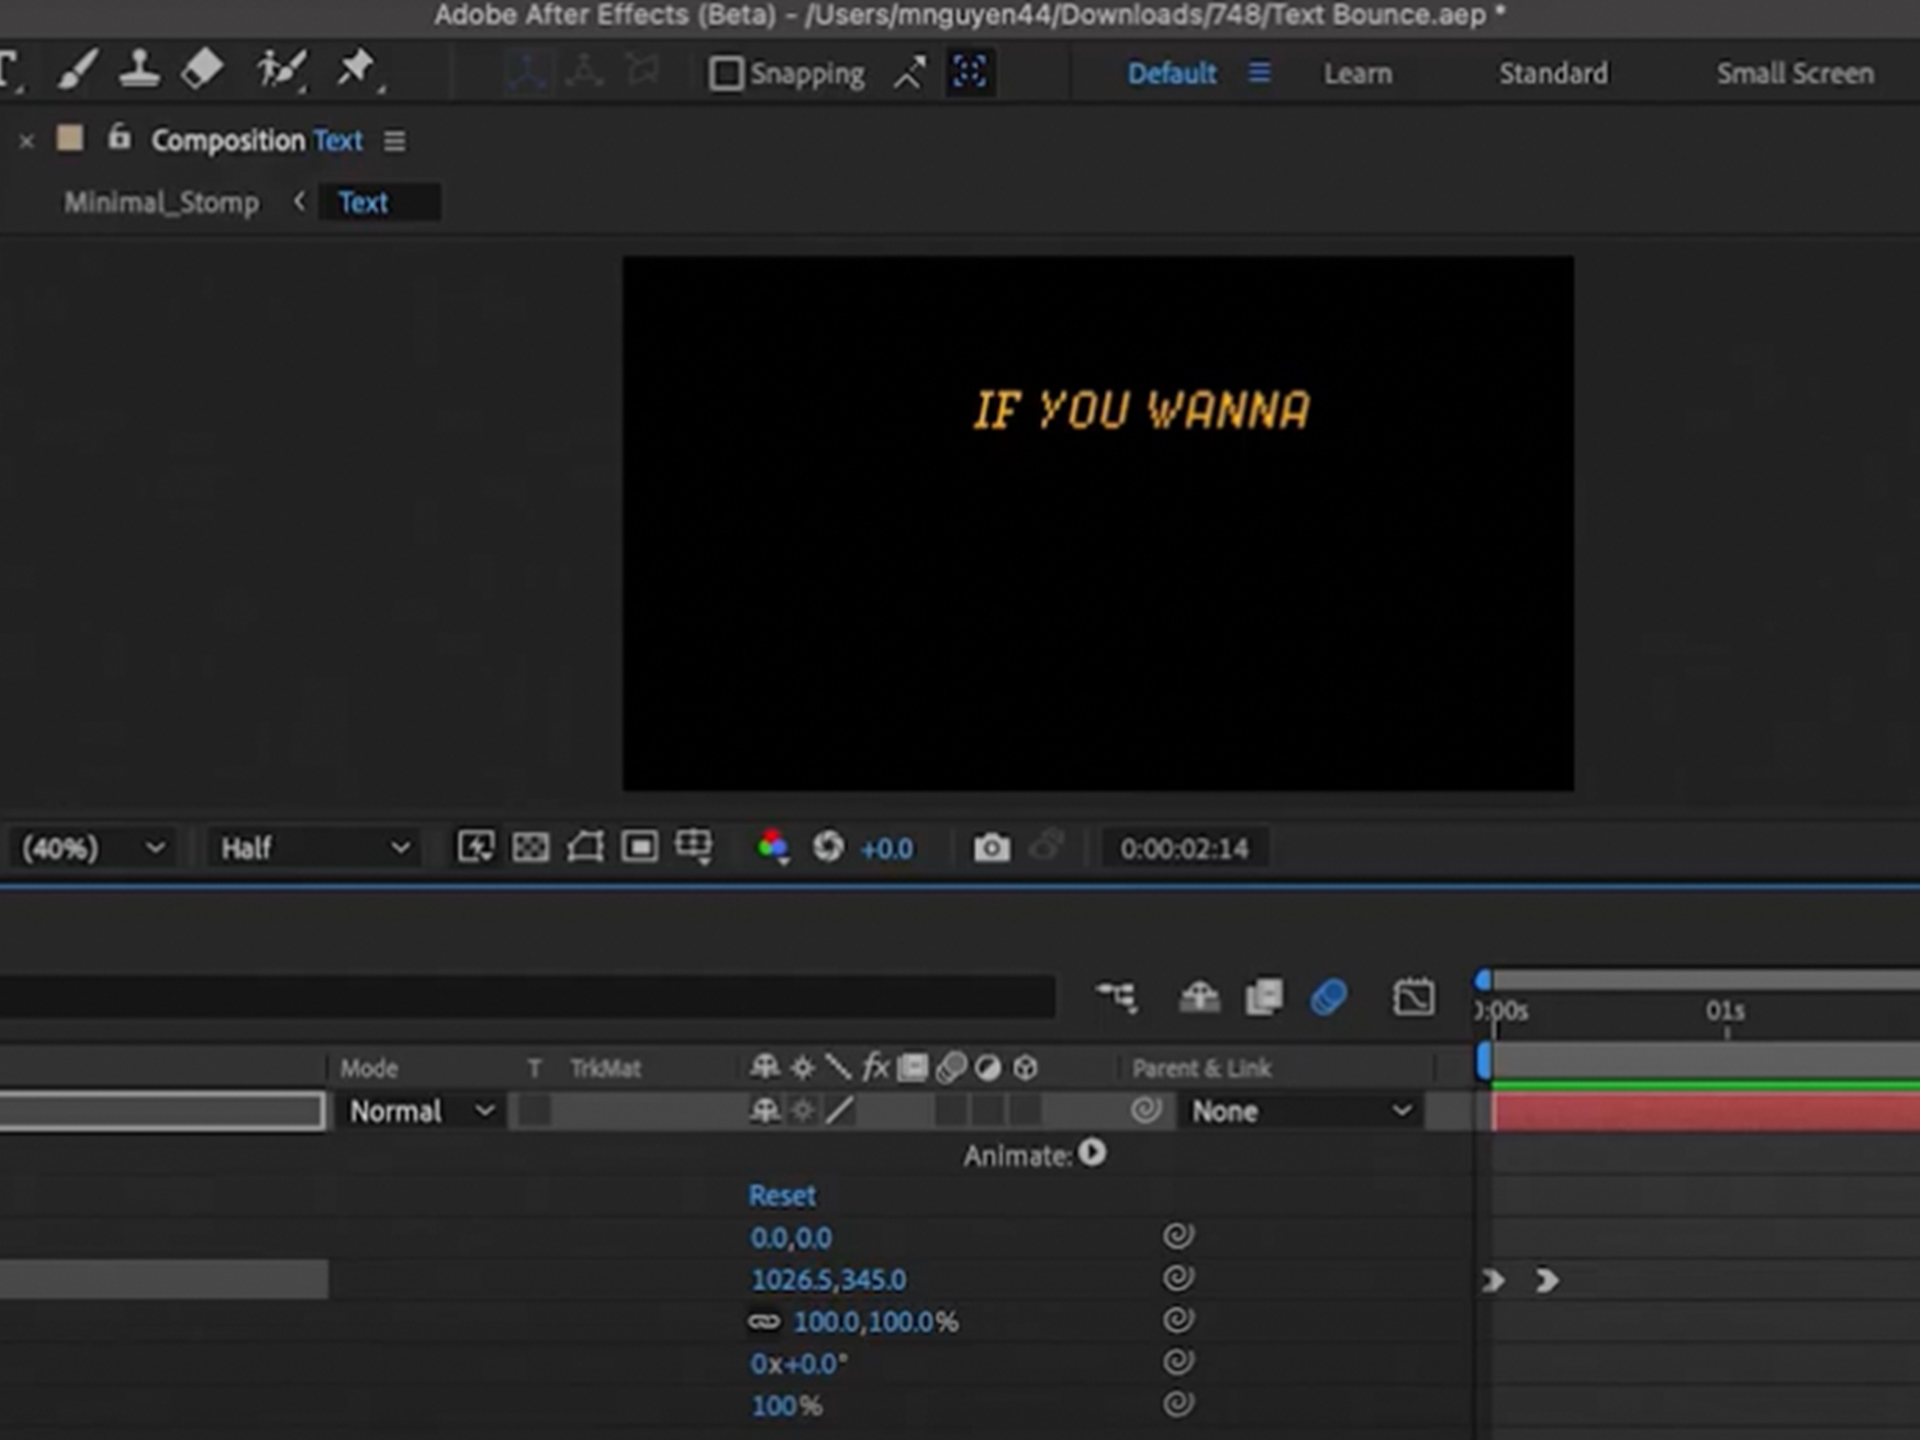 Adobe After Effects (Beta) - /Users/mnguyen44/Downloads/748/Text Bounce.aep *
T Snapping Default Learn Standard Small Screen
Composition Text
Minimal_Stomp Text
IF YOU WANNA
(40%) Half +0.0 0:00:02:14
0:00s 01s
Mode T TrkMat fx Parent & Link
Normal None
Animate:
Reset
0.0,0.0
1026.5,345.0
100.0,100.0%
0x+0.0°
100%